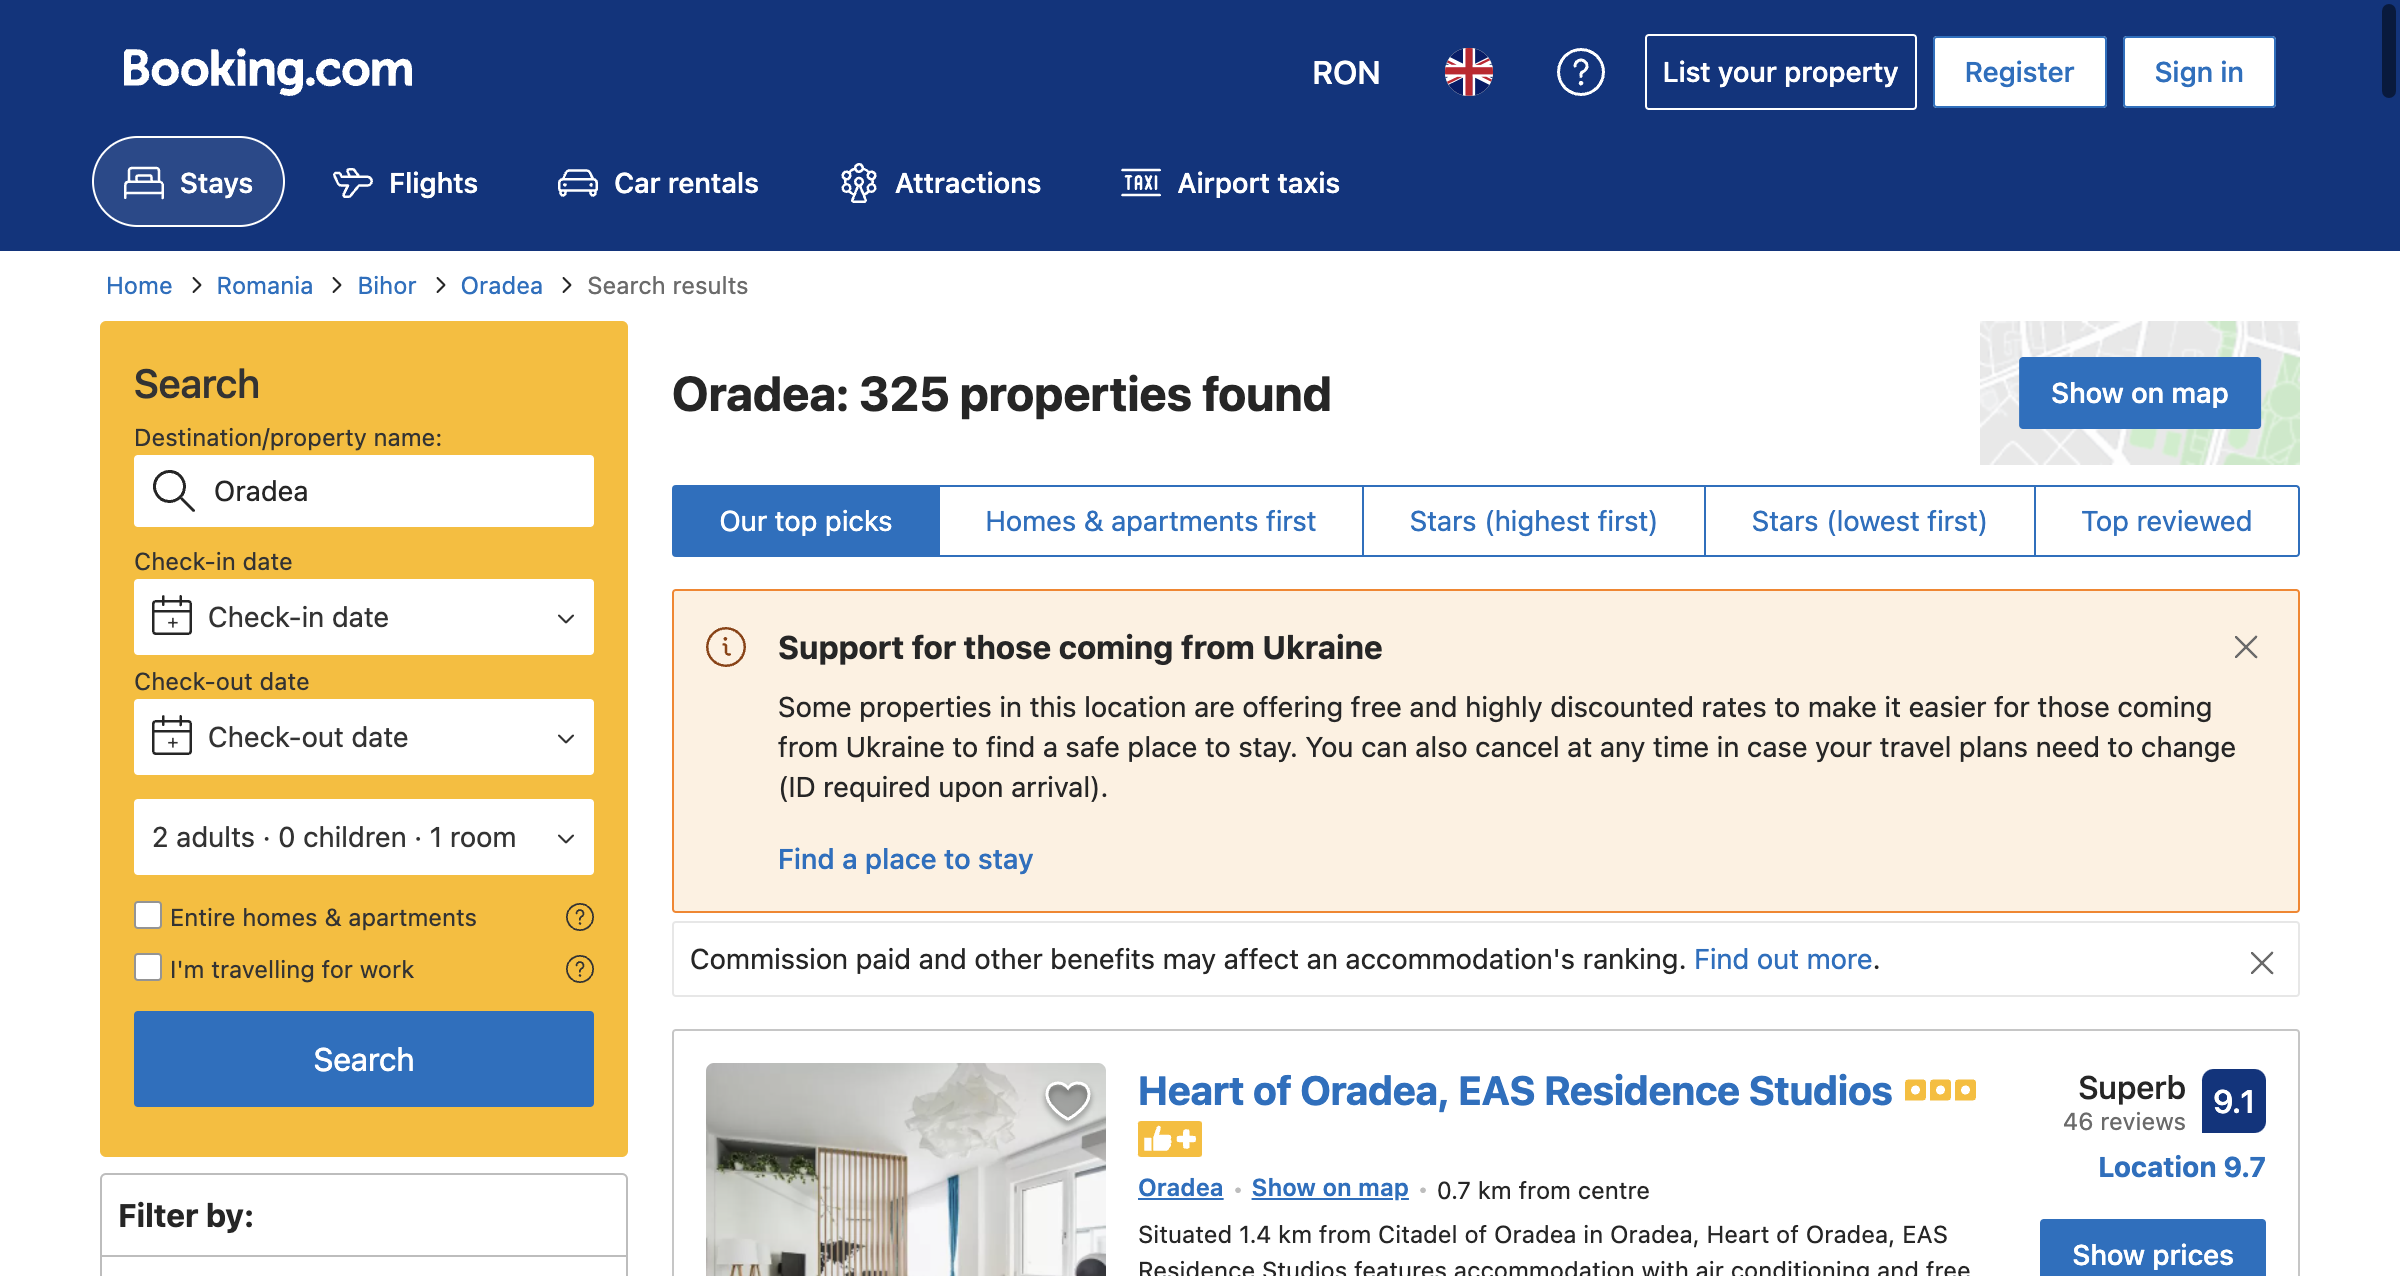 Booking.com
RON
?
List your property
Register
Sign in
Stays
Flights
Car rentals
Attractions
TAXI
Airport taxis
Home > Romania > Bihor > Oradea > Search results
Search
Destination/property name:
Oradea
Check-in date
Check-in date
Check-out date
Check-out date
2 adults · 0 children · 1 room
Entire homes & apartments
?
I'm travelling for work
?
Search
Filter by:
Oradea: 325 properties found
Show on map
Our top picks
Homes & apartments first
Stars (highest first)
Stars (lowest first)
Top reviewed
Support for those coming from Ukraine
Some properties in this location are offering free and highly discounted rates to make it easier for those coming
from Ukraine to find a safe place to stay. You can also cancel at any time in case your travel plans need to change
(ID required upon arrival).
Find a place to stay
Commission paid and other benefits may affect an accommodation's ranking. Find out more.
Heart of Oradea, EAS Residence Studios
Oradea · Show on map · 0.7 km from centre
Situated 1.4 km from Citadel of Oradea in Oradea, Heart of Oradea, EAS
Residence Studios features accommodation with air conditioning and free
Superb
46 reviews
9.1
Location 9.7
Show prices